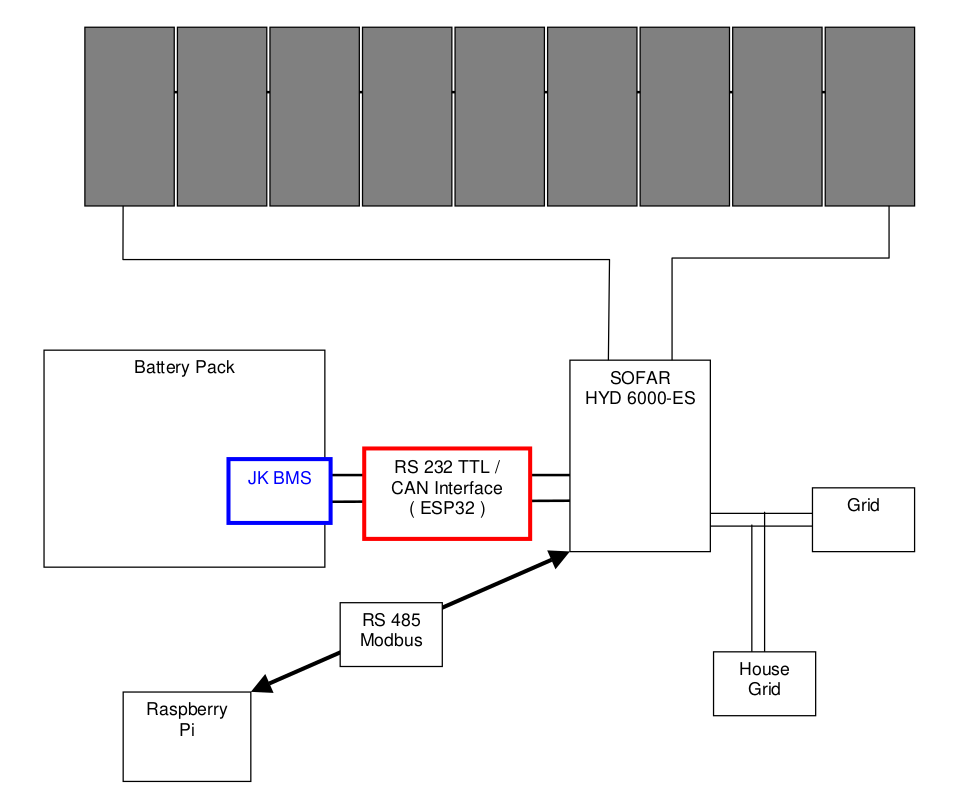 Battery Pack
SOFAR
HYD 6000-ES
JK BMS
RS 232 TTL /
CAN Interface
( ESP32 )
Grid
RS 485
Modbus
House
Grid
Raspberry
Pi